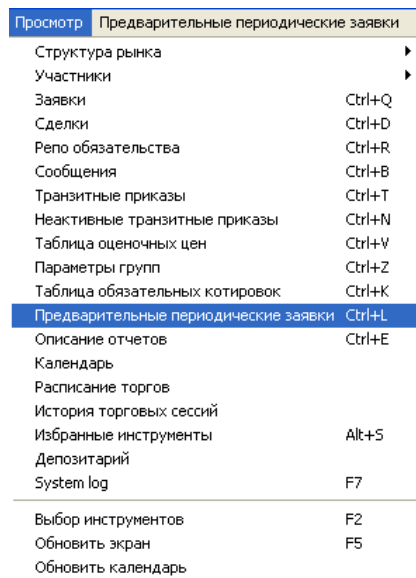 Просмотр Предварительные периодические заявки
Структура рынка
Участники
Заявки Ctrl+Q
Сделки Ctrl+D
Репо обязательства Ctrl+R
Сообщения Ctrl+B
Транзитные приказы Ctrl+T
Неактивные транзитные приказы Ctrl+N
Таблица оценочных цен Ctrl+V
Параметры групп Ctrl+Z
Таблица обязательных котировок Ctrl+K
Предварительные периодические заявки Ctrl+L
Описание отчетов Ctrl+E
Календарь
Расписание торгов
История торговых сессий
Избранные инструменты Alt+S
Депозитарий
System log F7
Выбор инструментов F2
Обновить экран F5
Обновить календарь